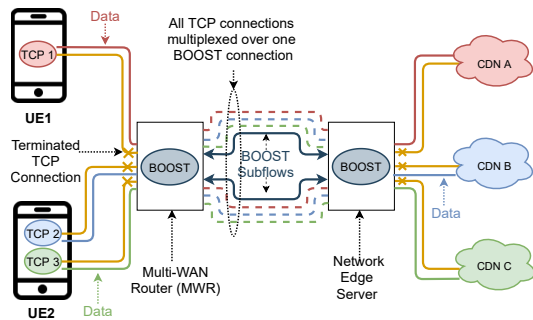 Data
All TCP connections
multiplexed over one
BOOST connection
TCP 1
UE1
CDN A
Terminated
TCP
Connection
BOOST
BOOST
Subflows
BOOST
CDN B
Data
TCP 2
TCP 3
UE2
Data
Multi-WAN
Router (MWR)
Network
Edge
Server
CDN C